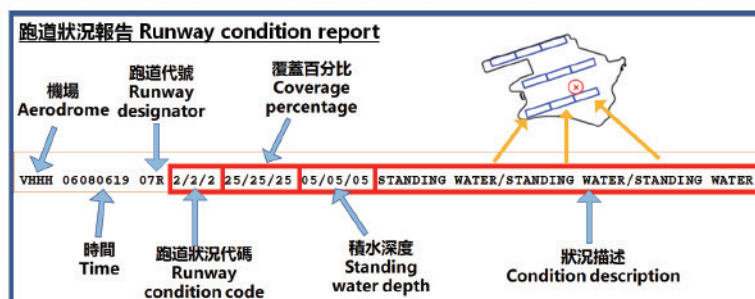 跑道狀況報告 Runway condition report
機場
Aerodrome
跑道代號
Runway
designator
覆蓋百分比
Coverage
percentage
VHHH 06080619 07R 2/2/2 25/25/25 05/05/05 STANDING WATER/STANDING WATER/STANDING WATER
時間
Time
跑道狀況代碼
Runway
condition code
積水深度
Standing
water depth
狀況描述
Condition description